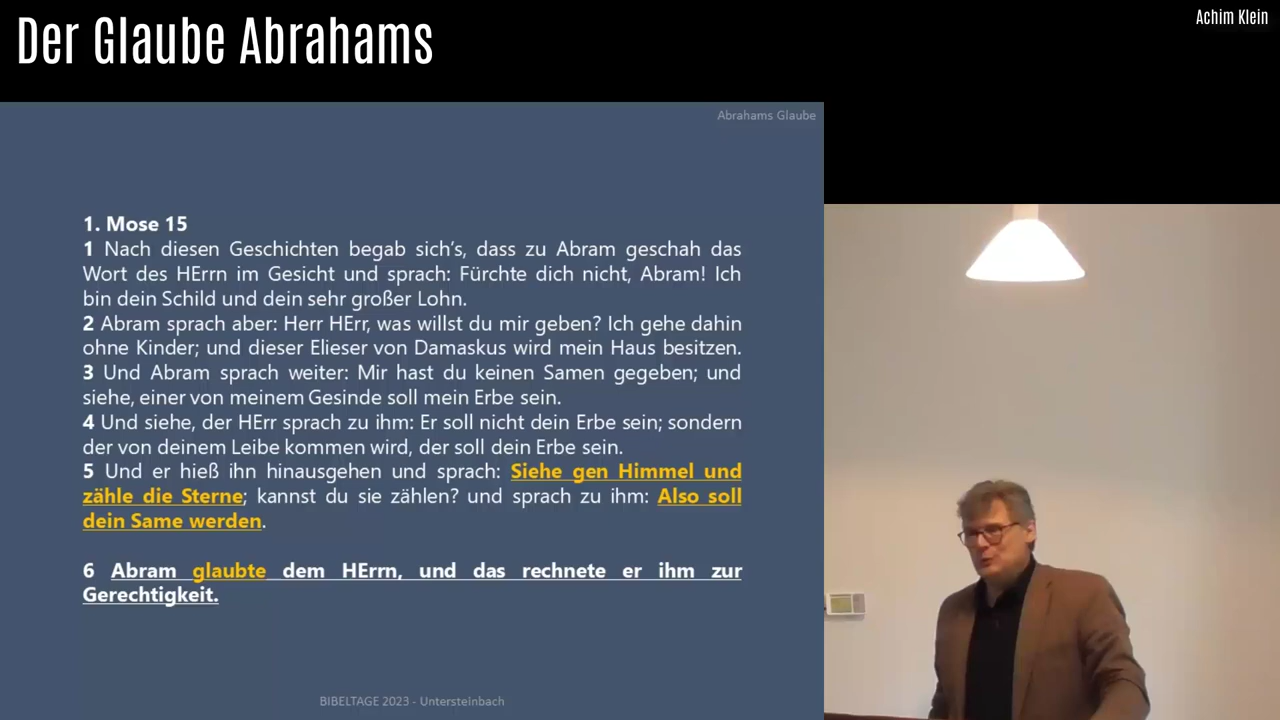 Der Glaube Abrahams
Achim Klein
Abrahams Glaube
1. Mose 15
1 Nach diesen Geschichten begab sich’s, dass zu Abram geschah das
Wort des HErrn im Gesicht und sprach: Fürchte dich nicht, Abram! Ich
bin dein Schild und dein sehr großer Lohn.
2 Abram sprach aber: Herr HErr, was willst du mir geben? Ich gehe dahin
ohne Kinder; und dieser Elieser von Damaskus wird mein Haus besitzen.
3 Und Abram sprach weiter: Mir hast du keinen Samen gegeben; und
siehe, einer von meinem Gesinde soll mein Erbe sein.
4 Und siehe, der HErr sprach zu ihm: Er soll nicht dein Erbe sein; sondern
der von deinem Leibe kommen wird, der soll dein Erbe sein.
5 Und er hieß ihn hinausgehen und sprach: Siehe gen Himmel und
zähle die Sterne; kannst du sie zählen? und sprach zu ihm: Also soll
dein Same werden.
6 Abram glaubte dem HErrn, und das rechnete er ihm zur
Gerechtigkeit.
BIBELTAGE 2023 - Untersteinbach